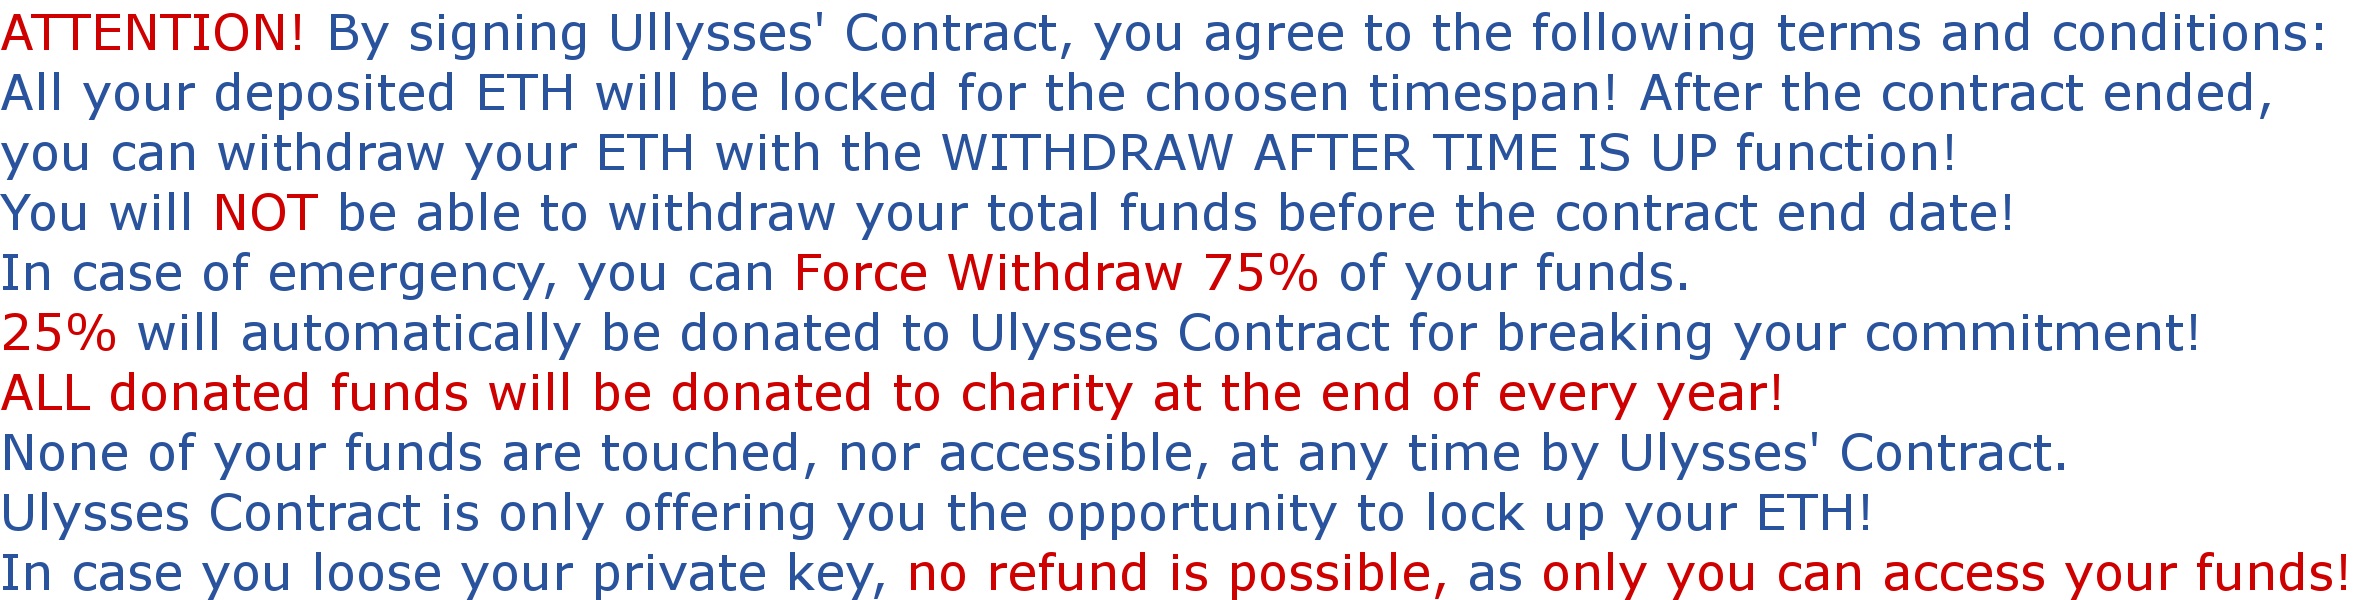 ATTENTION! By signing Ullysses' Contract, you agree to the following terms and conditions:
All your deposited ETH will be locked for the choosen timespan! After the contract ended,
you can withdraw your ETH with the WITHDRAW AFTER TIME IS UP function!
You will NOT be able to withdraw your total funds before the contract end date!
In case of emergency, you can Force Withdraw 75% of your funds.
25% will automatically be donated to Ulysses Contract for breaking your commitment!
ALL donated funds will be donated to charity at the end of every year!
None of your funds are touched, nor accessible, at any time by Ulysses' Contract.
Ulysses Contract is only offering you the opportunity to lock up your ETH!
In case you loose your private key, no refund is possible, as only you can access your funds!